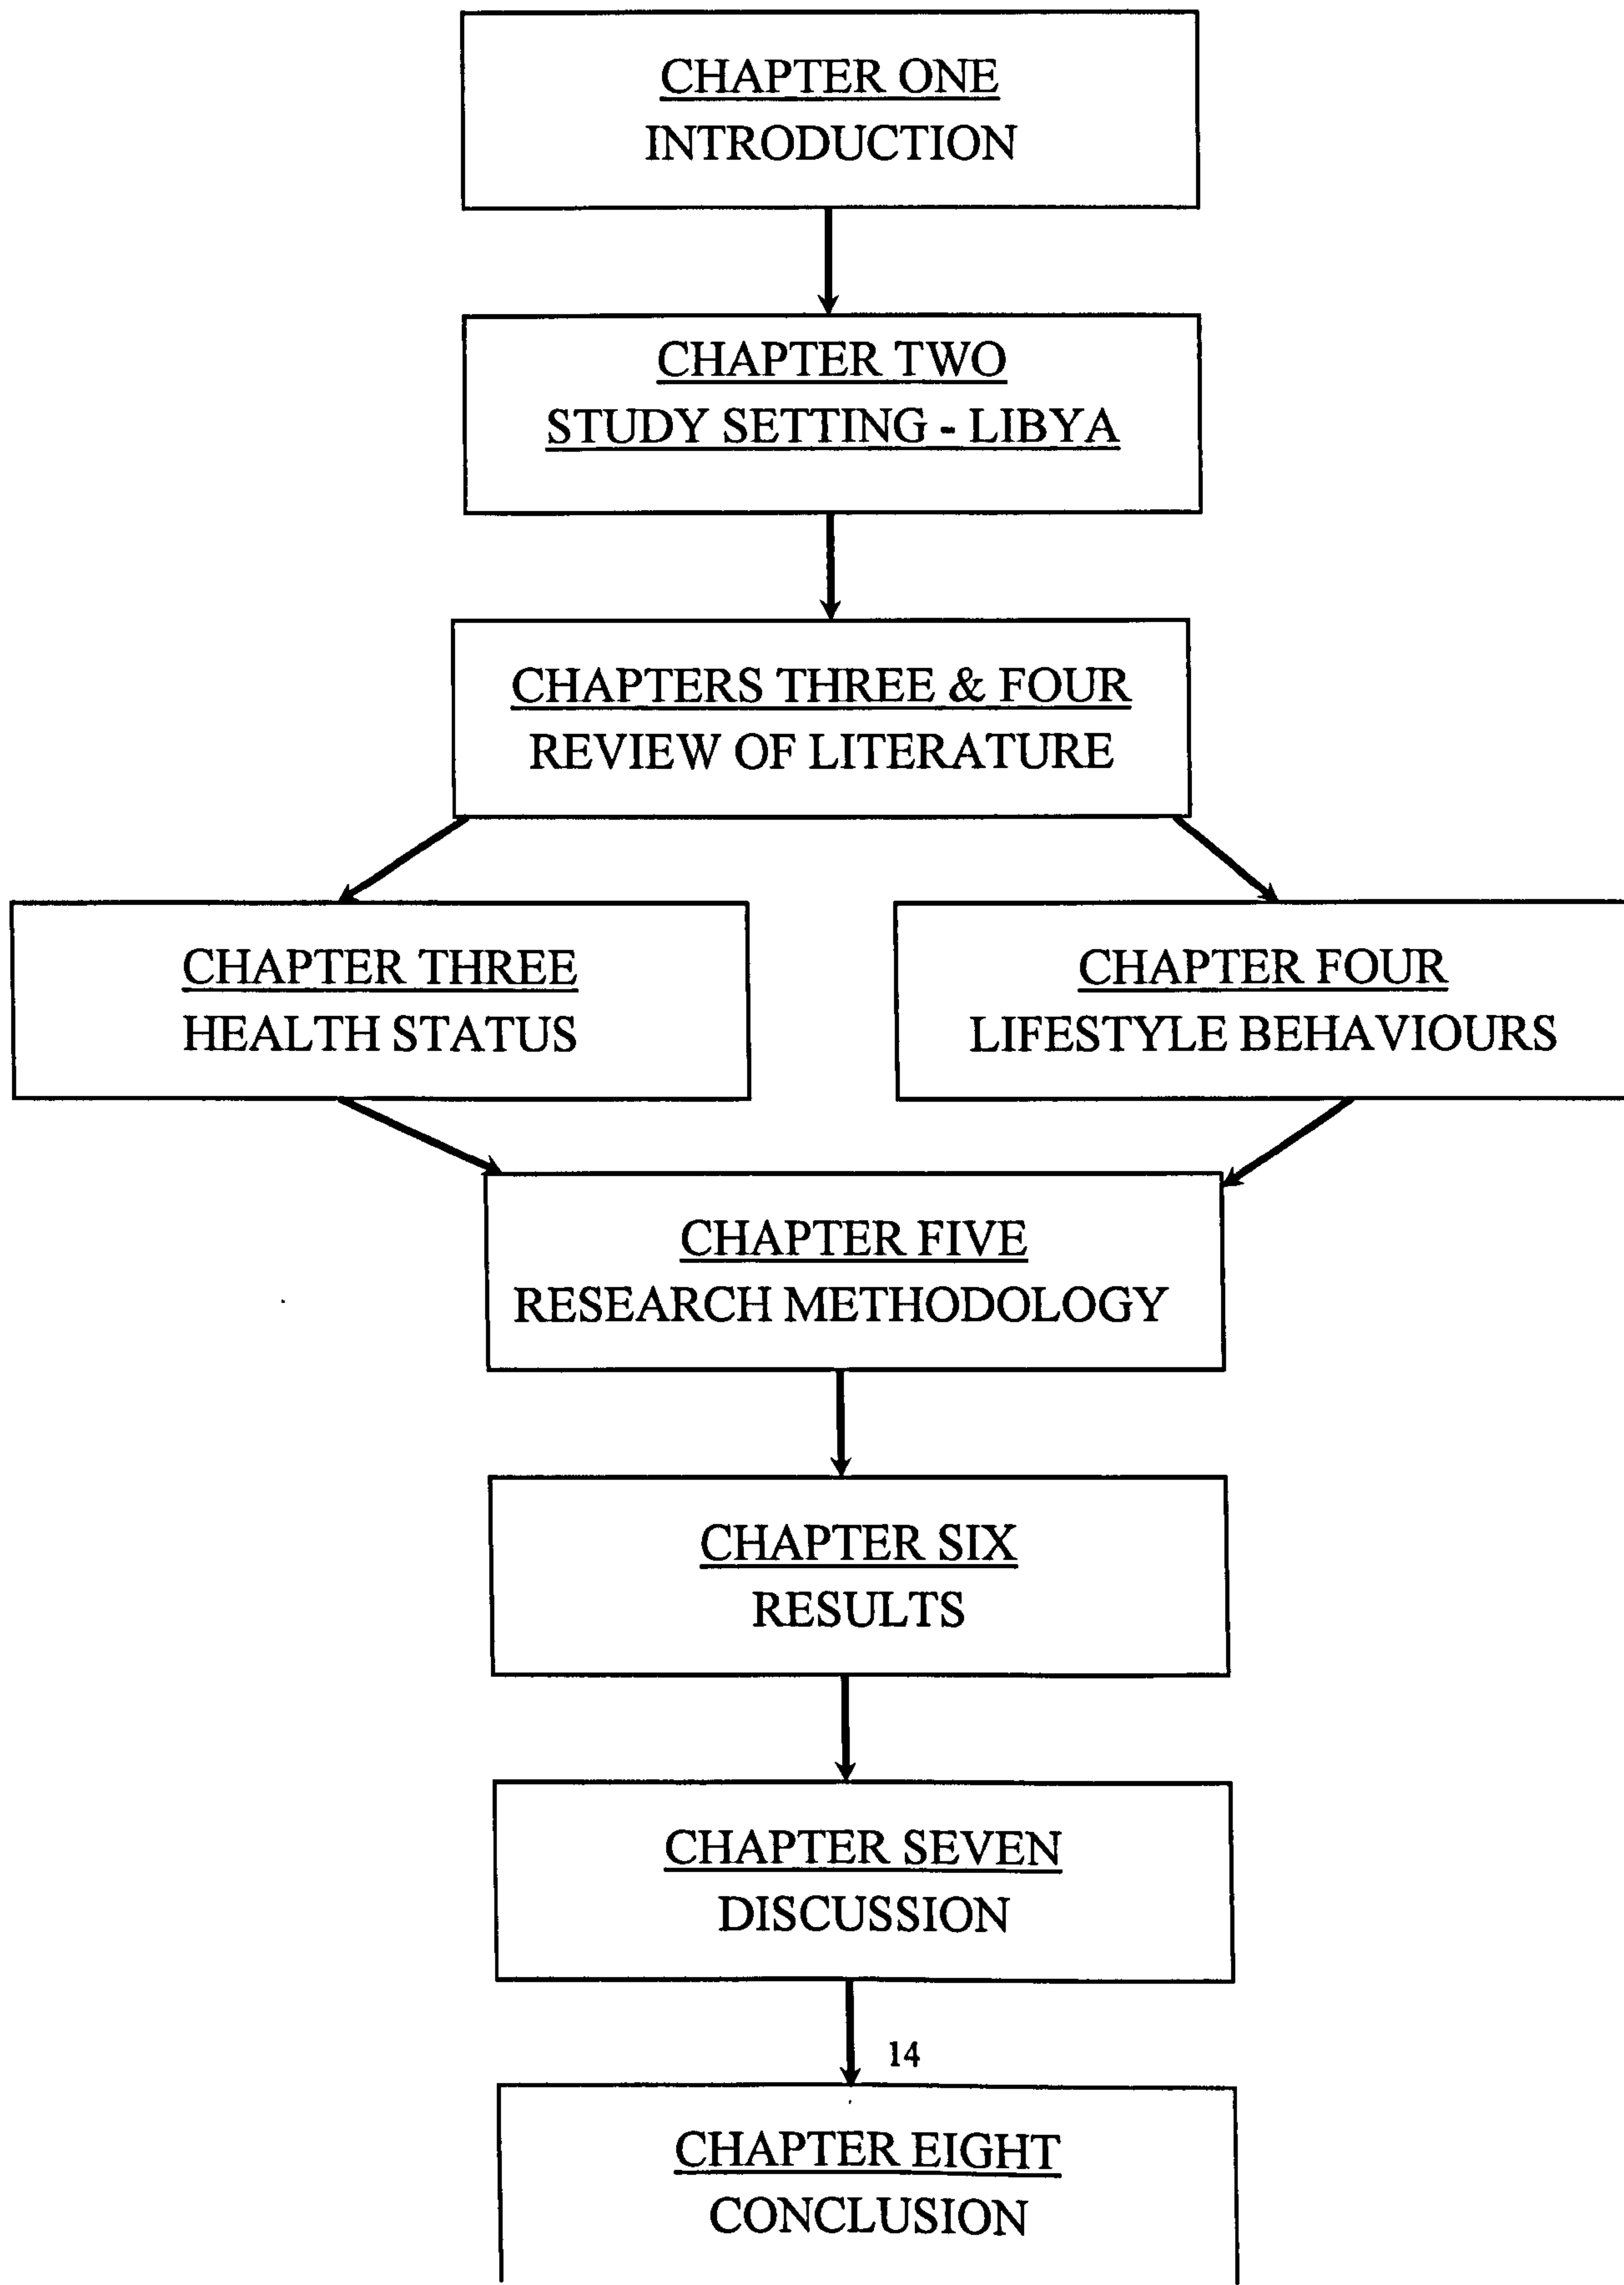 CHAPTER ONE
INTRODUCTION
CHAPTER TWO
STUDY SETTING - LIBYA
CHAPTERS THREE & FOUR
REVIEW OF LITERATURE
CHAPTER THREE
HEALTH STATUS
CHAPTER FOUR
LIFESTYLE BEHAVIOURS
CHAPTER FIVE
RESEARCH METHODOLOGY
CHAPTER SIX
RESULTS
CHAPTER SEVEN
DISCUSSION
14
CHAPTER EIGHT
CONCLUSION